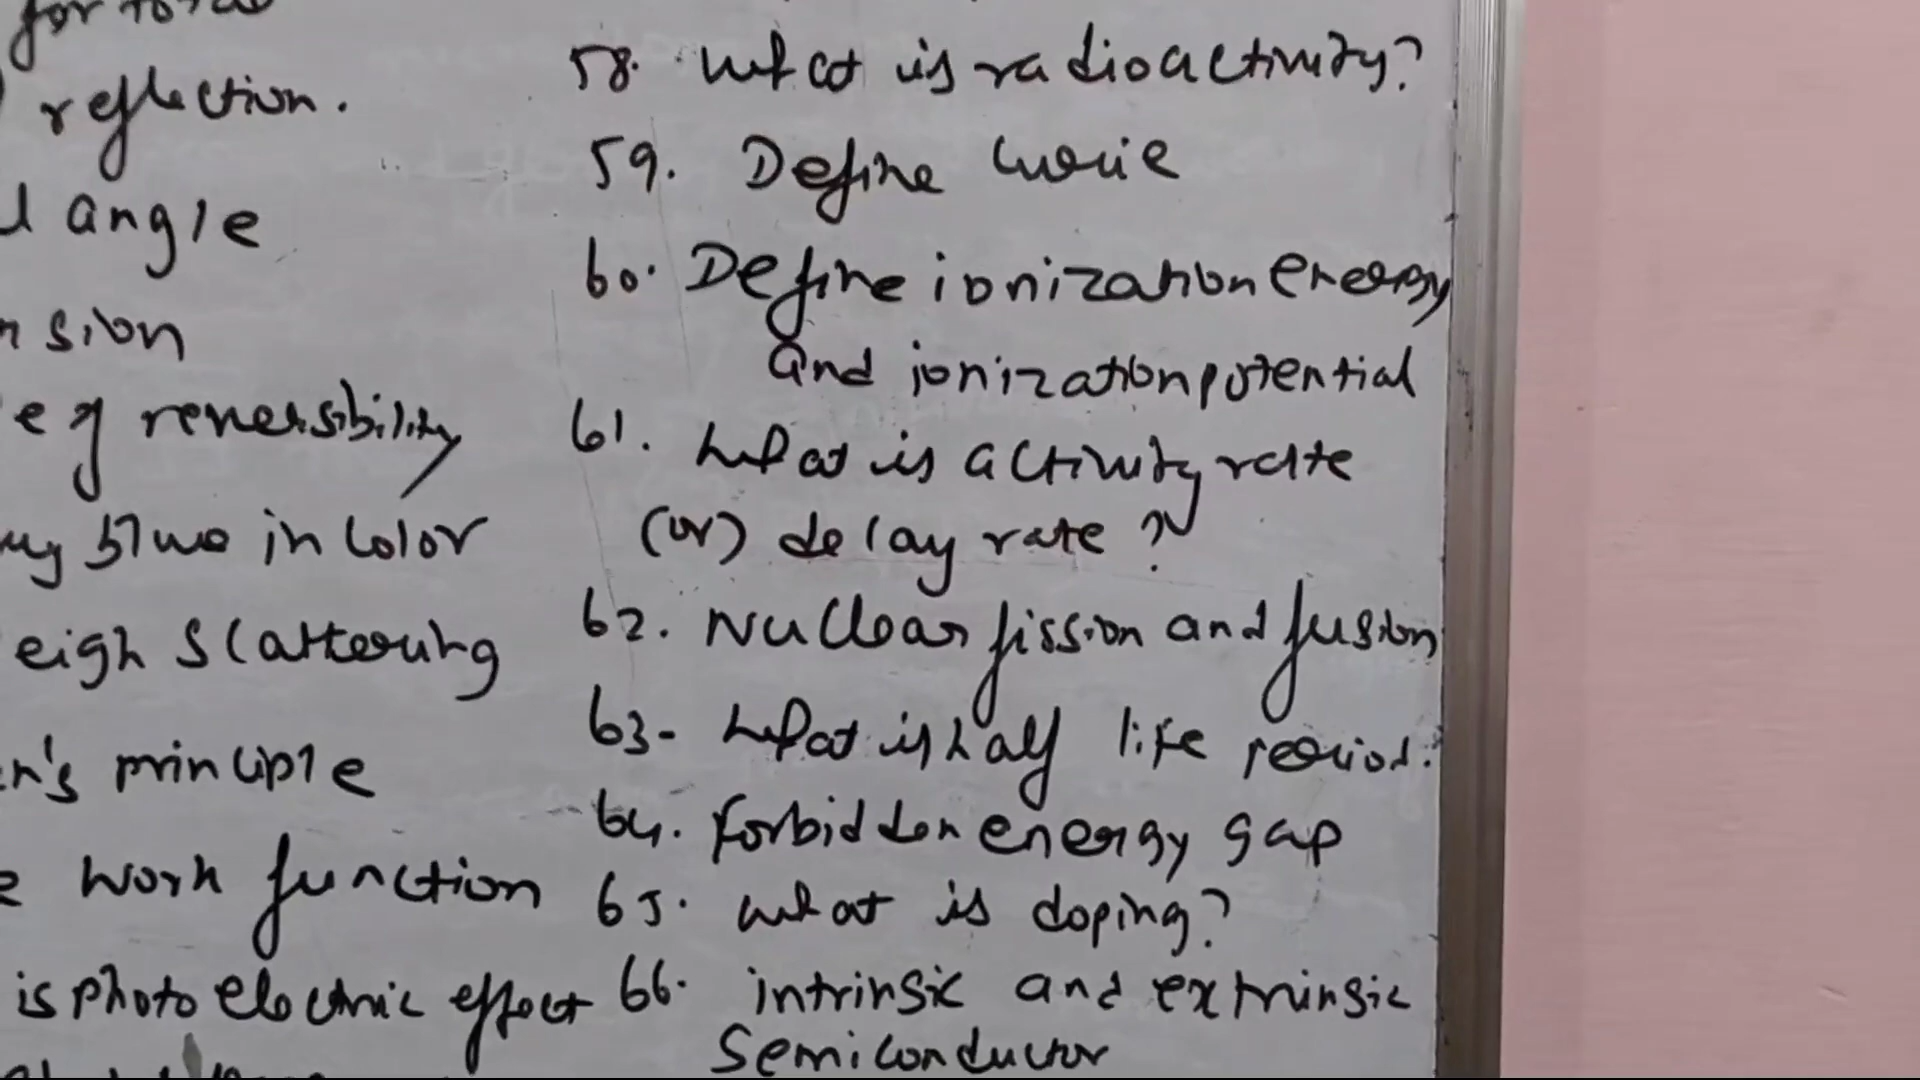 reflection.
angle
sion
reversibility
blue in color
eigh scattering
n's principle
work function
is photo electric effect
58. What is radioactivity?
59. Define curie
60. Define ionization energy
and ionization potential
61. What is activity rate
(or) delay rate?
62. Nuclear fission and fusion
63- What is half life period.
64. Forbidden energy gap
65. What is doping?
66. intrinsic and extrinsic
Semiconductor